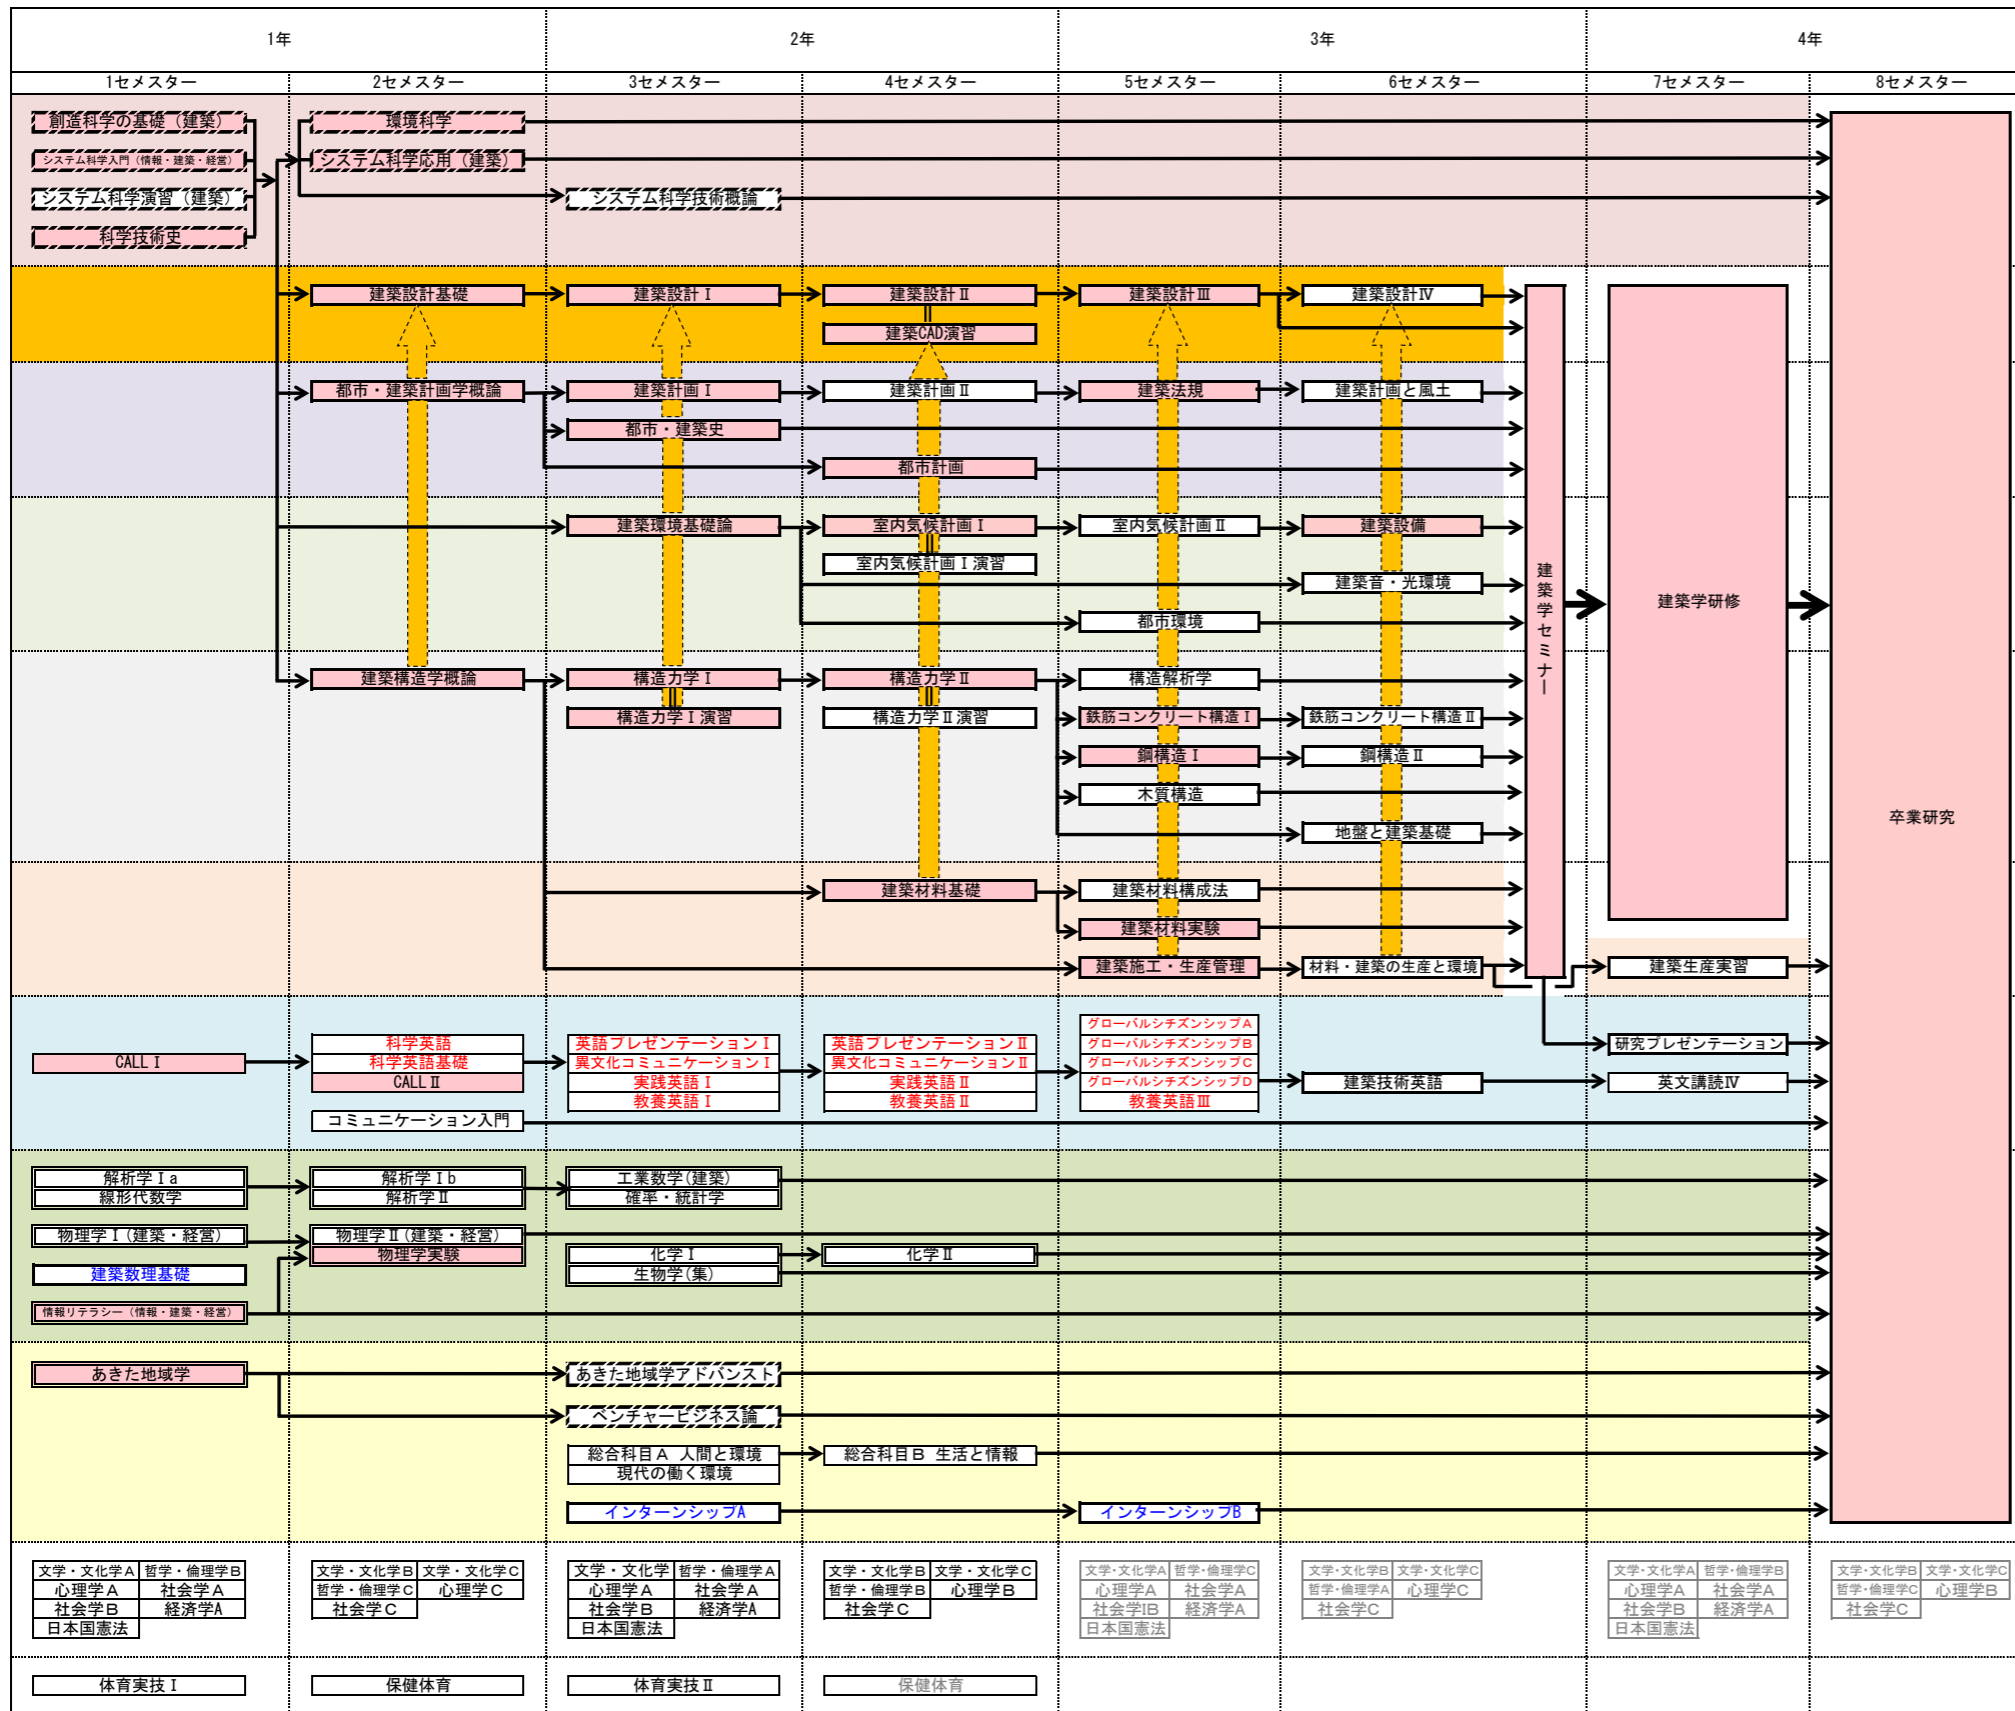 1年 2年 3年 4年
1セメスター 2セメスター 3セメスター 4セメスター 5セメスター 6セメスター 7セメスター 8セメスター
創造科学の基礎（建築） 環境科学
システム科学入門（情報・建築・経営） システム科学応用（建築）
システム科学演習（建築） システム科学技術概論
科学技術史
建築設計基礎 建築設計Ⅰ 建築設計Ⅱ 建築設計Ⅲ 建築設計Ⅳ
建築CAD演習
都市・建築計画学概論 建築計画Ⅰ 建築計画Ⅱ 建築法規 建築計画と風土
都市・建築史
都市計画
建築環境基礎論 室内気候計画Ⅰ 室内気候計画Ⅱ 建築設備
室内気候計画Ⅰ演習
建築音・光環境
都市環境
建築学セミナー
建築学研修
建築構造学概論 構造力学Ⅰ 構造力学Ⅱ 構造解析学
構造力学Ⅰ演習 構造力学Ⅱ演習 鉄筋コンクリート構造Ⅰ 鉄筋コンクリート構造Ⅱ
鋼構造Ⅰ 鋼構造Ⅱ
木質構造
地盤と建築基礎
卒業研究
建築材料基礎 建築材料構成法
建築材料実験
建築施工・生産管理 材料・建築の生産と環境 建築生産実習
グローバルシチズンシップA
科学英語 英語プレゼンテーションⅠ 英語プレゼンテーションⅡ グローバルシチズンシップB 研究プレゼンテーション
CALLⅠ 科学英語基礎 異文化コミュニケーションⅠ 異文化コミュニケーションⅡ グローバルシチズンシップC
CALLⅡ 実践英語Ⅰ 実践英語Ⅱ グローバルシチズンシップD 建築技術英語 英文講読Ⅳ
教養英語Ⅰ 教養英語Ⅱ 教養英語Ⅲ
コミュニケーション入門
解析学Ⅰa 解析学Ⅰb 工業数学(建築)
線形代数学 解析学Ⅱ 確率・統計学
物理学Ⅰ(建築・経営) 物理学Ⅱ(建築・経営)
物理学実験 化学Ⅰ 化学Ⅱ
建築数理基礎 生物学(集)
情報リテラシー（情報・建築・経営）
あきた地域学 あきた地域学アドバンスト
ベンチャービジネス論
総合科目A 人間と環境 総合科目B 生活と情報
現代の働く環境
インターンシップA インターンシップB
文学・文化学A 哲学・倫理学B 文学・文化学B 文学・文化学C 文学・文化学 哲学・倫理学A 文学・文化学B 文学・文化学C 文学・文化学A 哲学・倫理学C 文学・文化学B 文学・文化学C 文学・文化学A 哲学・倫理学B 文学・文化学B 文学・文化学C
心理学A 社会学A 哲学・倫理学C 心理学C 心理学A 社会学A 哲学・倫理学B 心理学B 心理学A 社会学A 哲学・倫理学A 心理学C 心理学A 社会学A 哲学・倫理学C 心理学B
社会学B 経済学A 社会学C 社会学B 経済学A 社会学C 社会学IB 経済学A 社会学C 社会学B 経済学A 社会学C
日本国憲法 日本国憲法 日本国憲法 日本国憲法
体育実技Ⅰ 保健体育 体育実技Ⅱ 保健体育